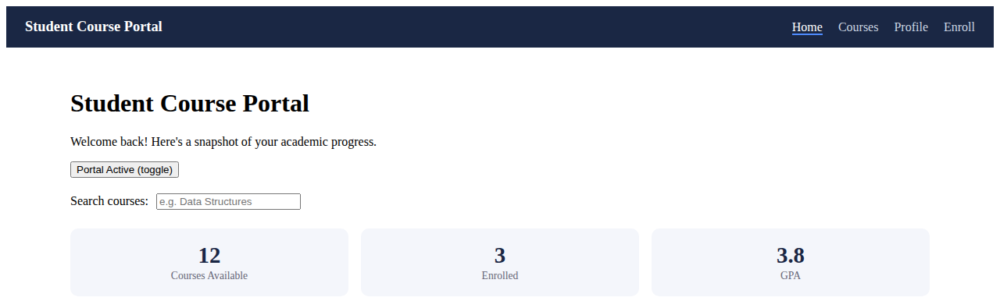 Student Course Portal
Home Courses Profile Enroll
Student Course Portal
Welcome back! Here's a snapshot of your academic progress.
Portal Active (toggle)
Search courses: e.g. Data Structures
12 3 3.8
Courses Available Enrolled GPA